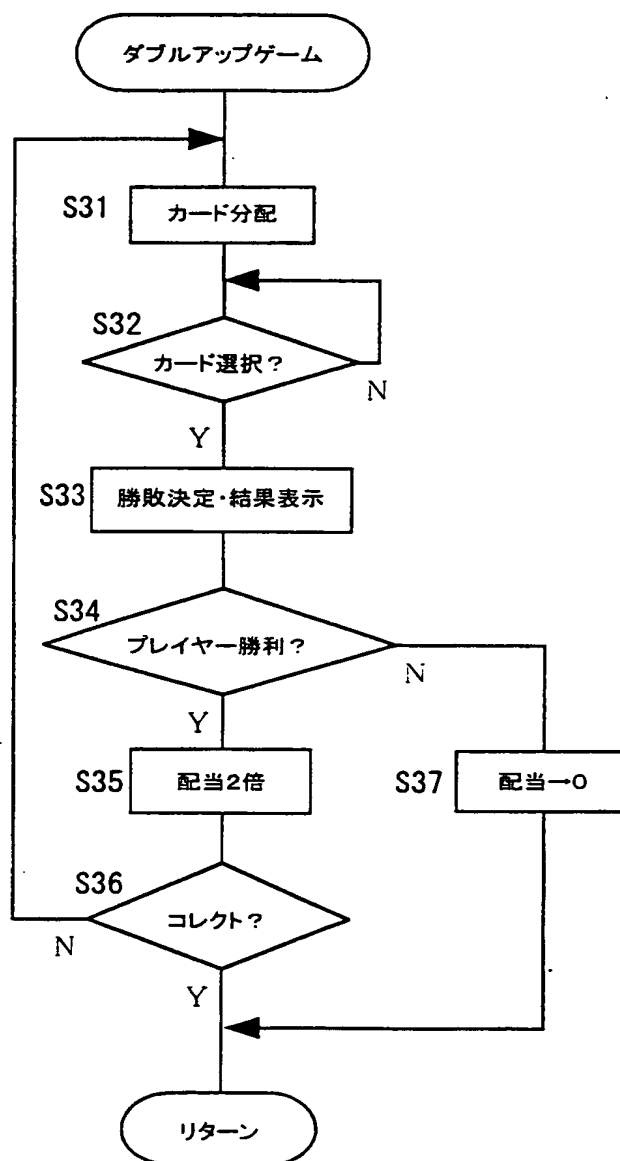 ダブルアップゲーム
S31
カード分配
S32
カード選択?
N
Y
S33
勝敗決定・結果表示
S34
プレイヤー勝利?
N
Y
S35
配当2倍
S37
配当→0
S36
コレクト?
N
Y
リターン